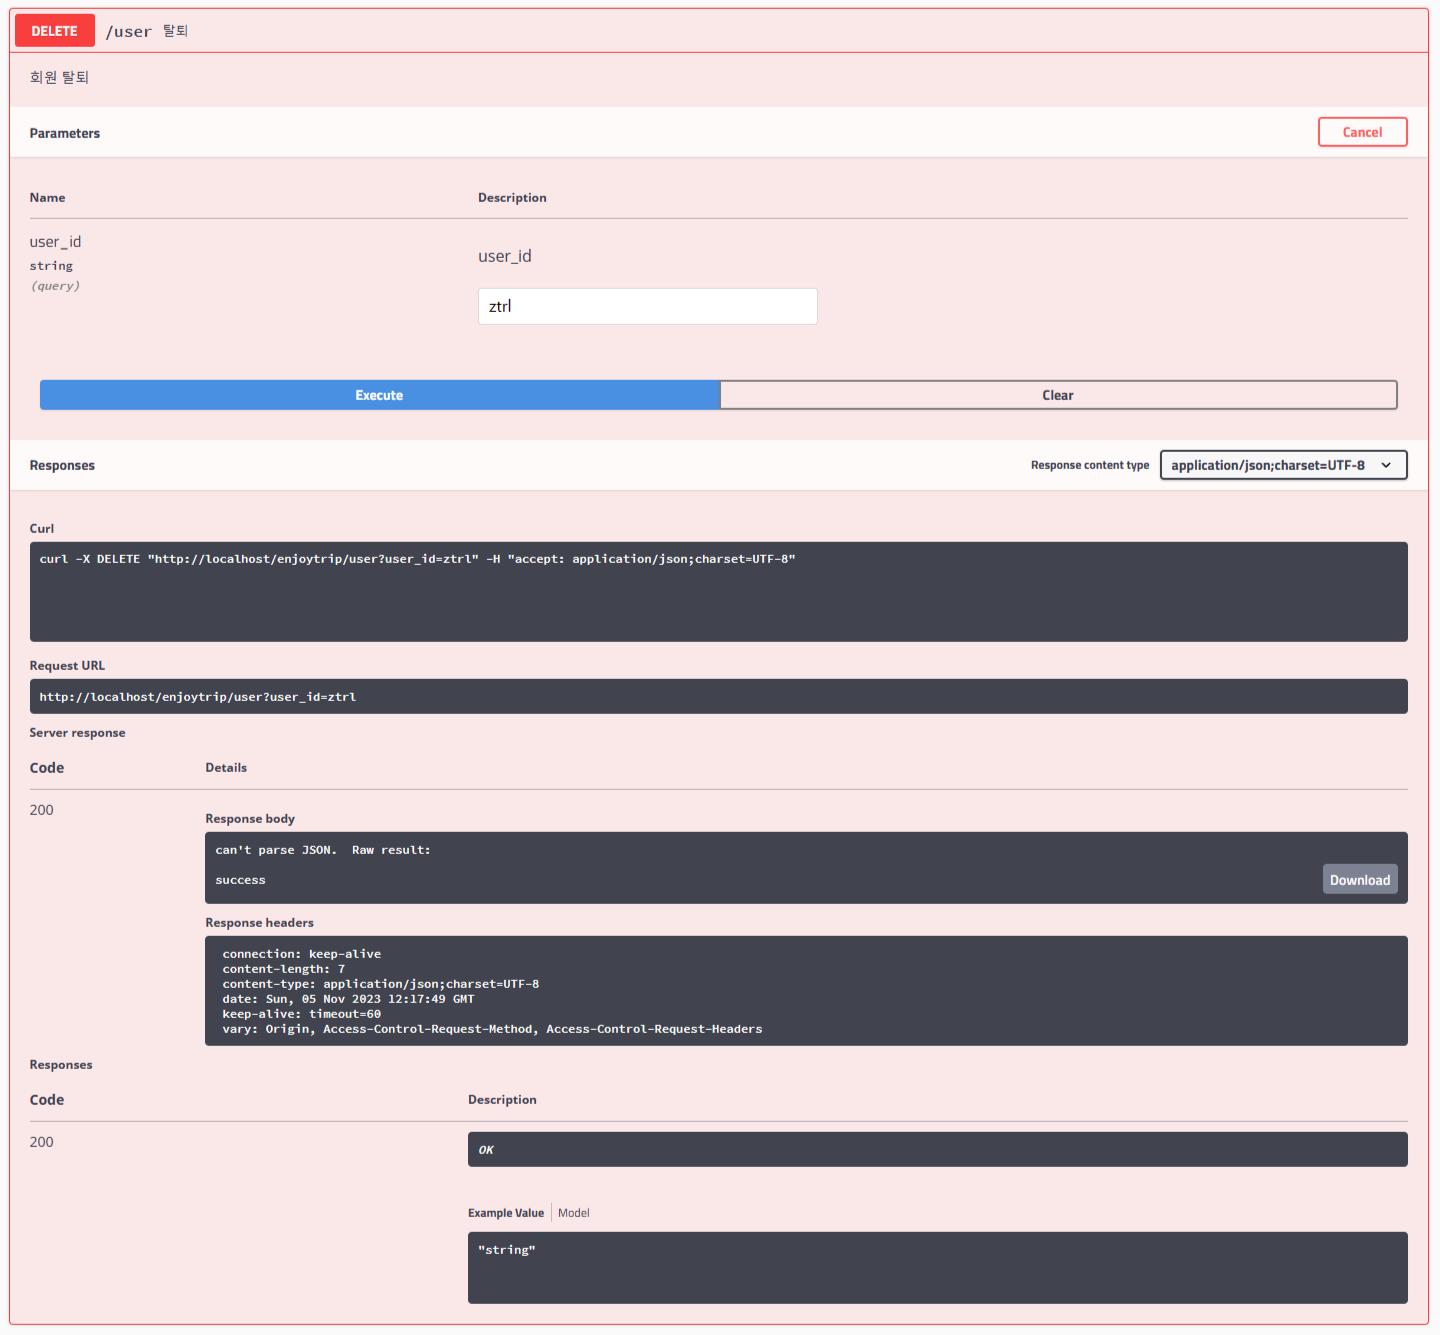 DELETE /user 탈퇴
회원 탈퇴
Parameters Cancel
Name Description
user_id
string
(query)
user_id
ztrl
Execute Clear
Responses Response content type application/json;charset=UTF-8
Curl
curl -X DELETE "http://localhost/enjoytrip/user?user_id=ztrl" -H "accept: application/json;charset=UTF-8"
Request URL
http://localhost/enjoytrip/user?user_id=ztrl
Server response
Code Details
200
Response body
can't parse JSON.  Raw result:
success
Download
Response headers
connection: keep-alive
content-length: 7
content-type: application/json;charset=UTF-8
date: Sun, 05 Nov 2023 12:17:49 GMT
keep-alive: timeout=60
vary: Origin, Access-Control-Request-Method, Access-Control-Request-Headers
Responses
Code Description
200
OK
Example Value Model
"string"